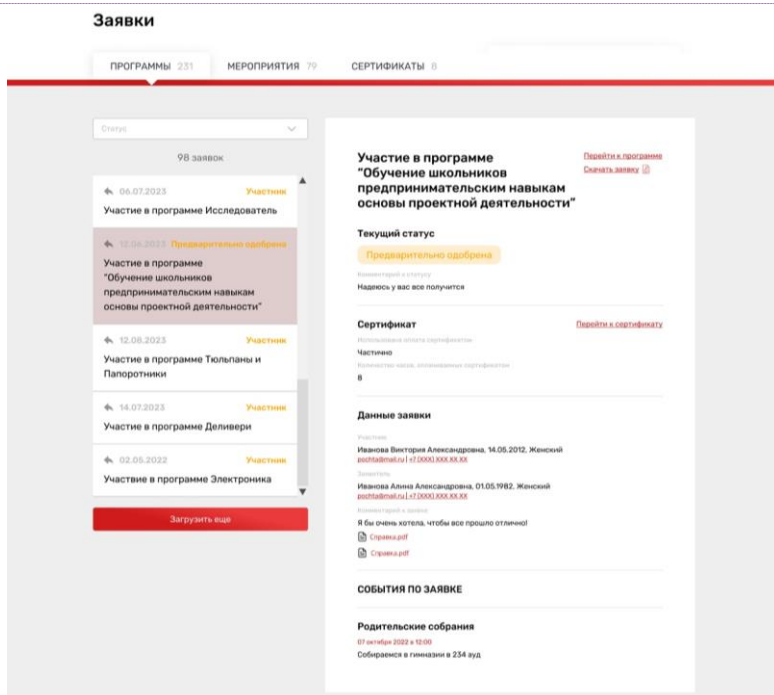 Заявки
ПРОГРАММЫ 231
МЕРОПРИЯТИЯ 79
СЕРТИФИКАТЫ 8
Статус
98 заявок
06.07.2023 Участник
Участие в программе Исследователь
12.06.2023 Предварительно одобрена
Участие в программе
"Обучение школьников
предпринимательским навыкам
основы проектной деятельности"
12.08.2023 Участник
Участие в программе Тюльпаны и
Папоротники
14.07.2023 Участник
Участие в программе Деливери
02.05.2022 Участник
Участвие в программе Электроника
Загрузить еще
Участие в программе
"Обучение школьников
предпринимательским навыкам
основы проектной деятельности"
Перейти к программе
Скачать заявку
Текущий статус
Предварительно одобрена
Комментарий к статусу
Надеюсь у вас все получится
Сертификат
Перейти к сертификату
Использована оплата сертификатом
Частично
Количество часов, оплачиваемых сертификатом
8
Данные заявки
Участник
Иванова Виктория Александровна, 14.05.2012, Женский
pochta@mail.ru | +7 (XXX) XXX XX XX
Заявитель
Иванова Алина Александровна, 01.05.1982, Женский
pochta@mail.ru | +7 (XXX) XXX XX XX
Комментарий к заявке
Я бы очень хотела, чтобы все прошло отлично!
Справка.pdf
Справка.pdf
СОБЫТИЯ ПО ЗАЯВКЕ
Родительские собрания
07 октября 2022 в 12:00
Собираемся в гимназии в 234 ауд